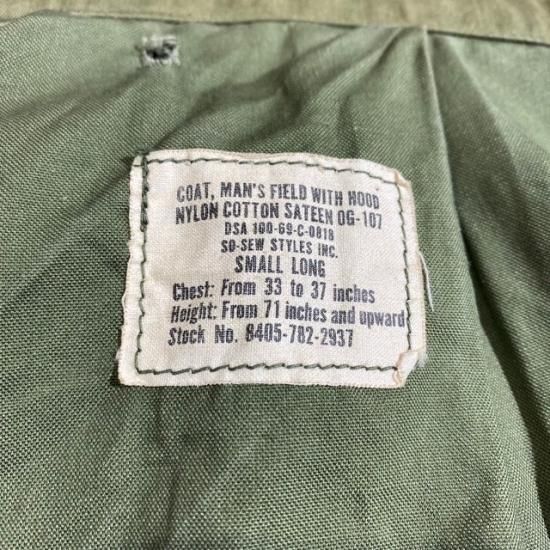 COAT, MAN'S FIELD WITH HOOD
NYLON COTTON SATEEN OG-107
DSA 100-69-C-0818
SO-SEW STYLES INC.
SMALL LONG
Chest: From 33 to 37 inches
Height: From 71 inches and upward
Stock No. 8405-782-2937